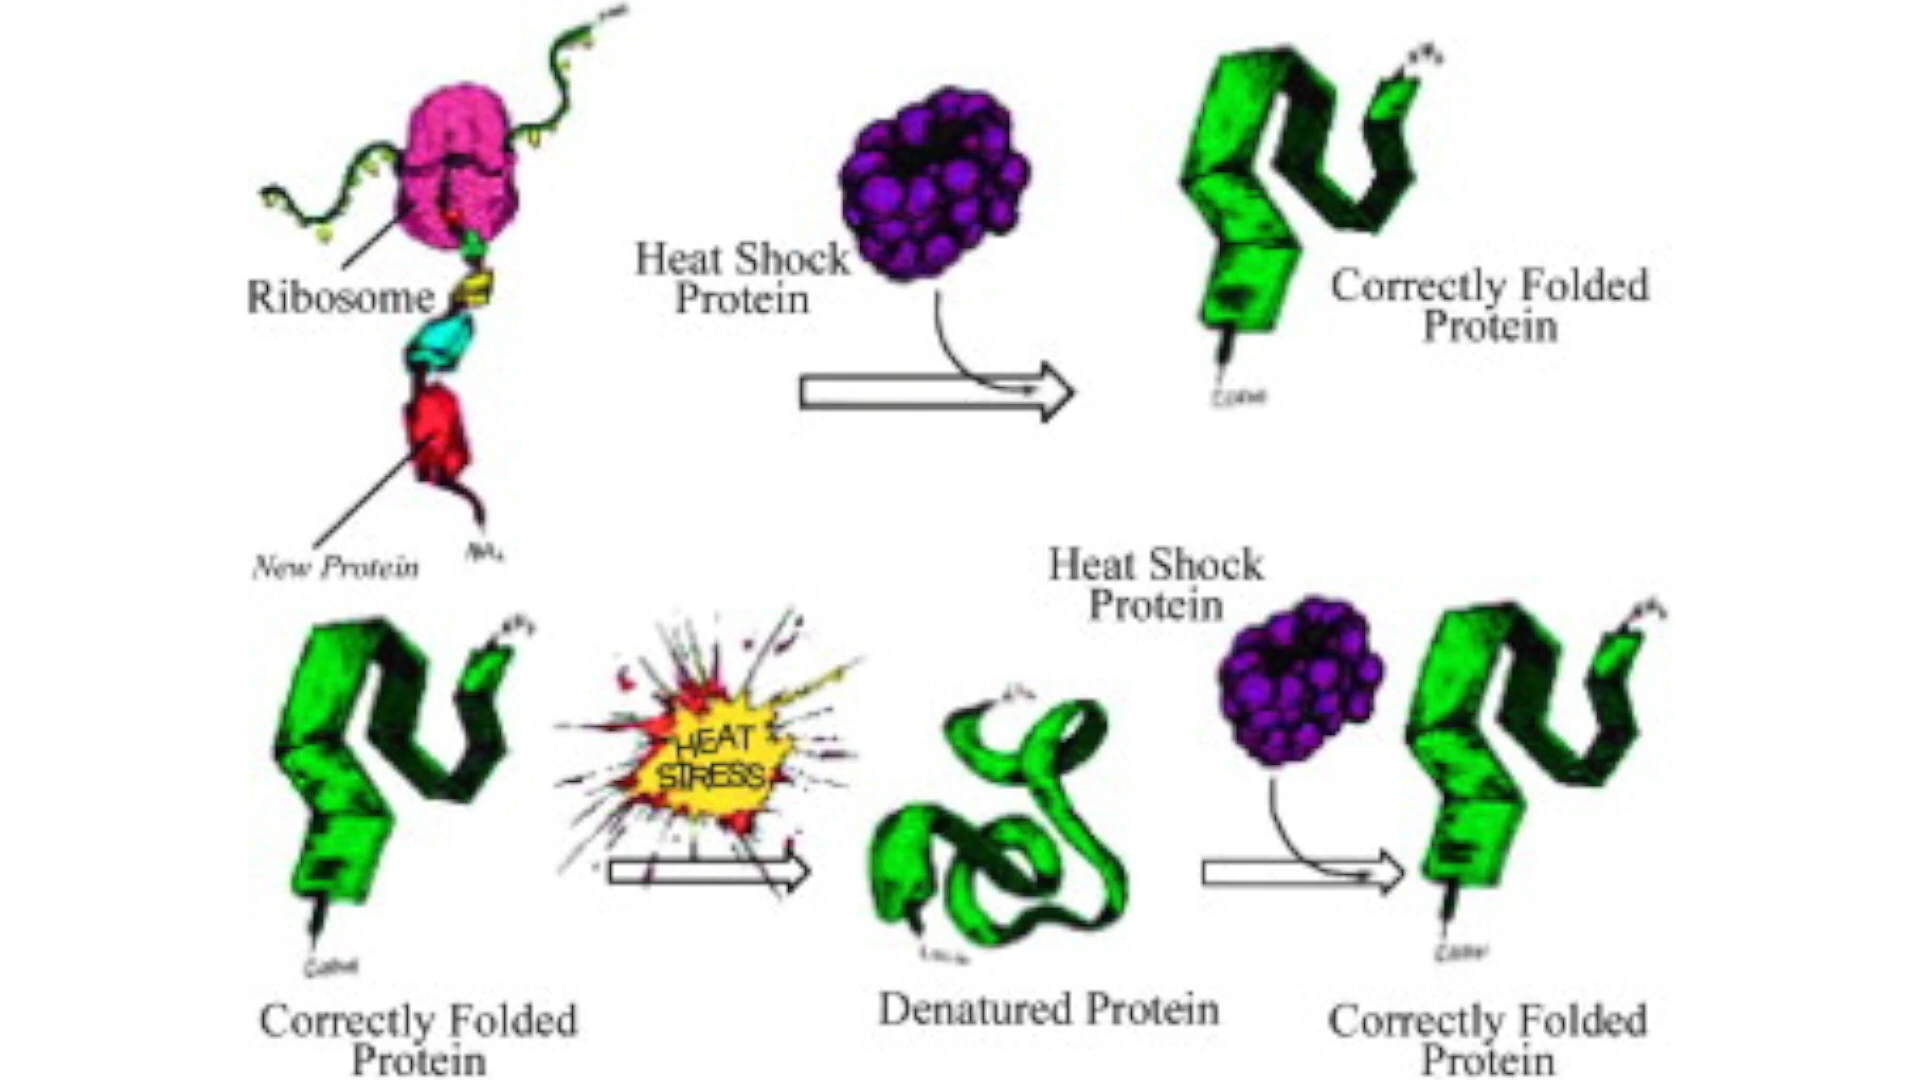 Ribosome
New Protein
Heat Shock
Protein
Correctly Folded
Protein
Correctly Folded
Protein
HEAT
STRESS
Denatured Protein
Heat Shock
Protein
Correctly Folded
Protein